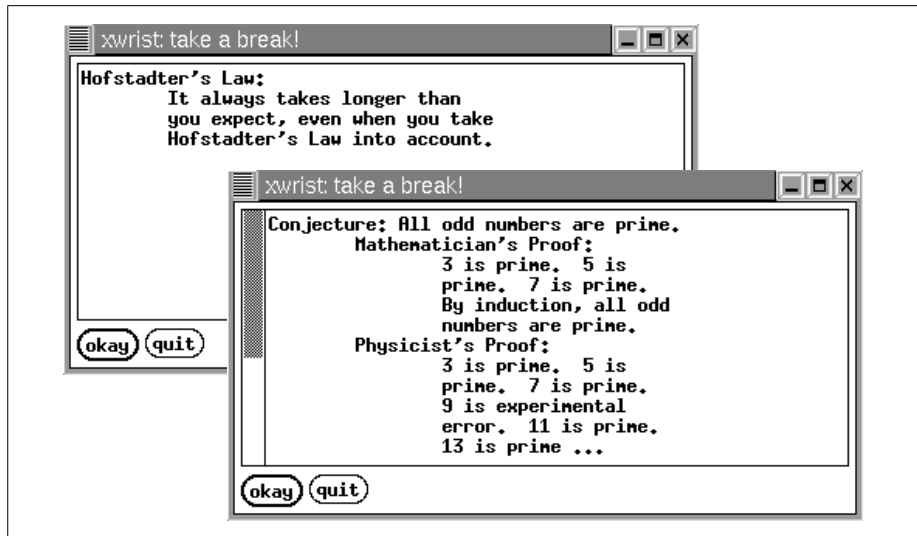 xwrist: take a break!
Hofstadter's Law:
It always takes longer than
you expect, even when you take
Hofstadter's Law into account.
okay quit
xwrist: take a break!
Conjecture: All odd numbers are prime.
Mathematician's Proof:
3 is prime.  5 is
prime.  7 is prime.
By induction, all odd
numbers are prime.
Physicist's Proof:
3 is prime.  5 is
prime.  7 is prime.
9 is experimental
error.  11 is prime.
13 is prime ...
okay quit